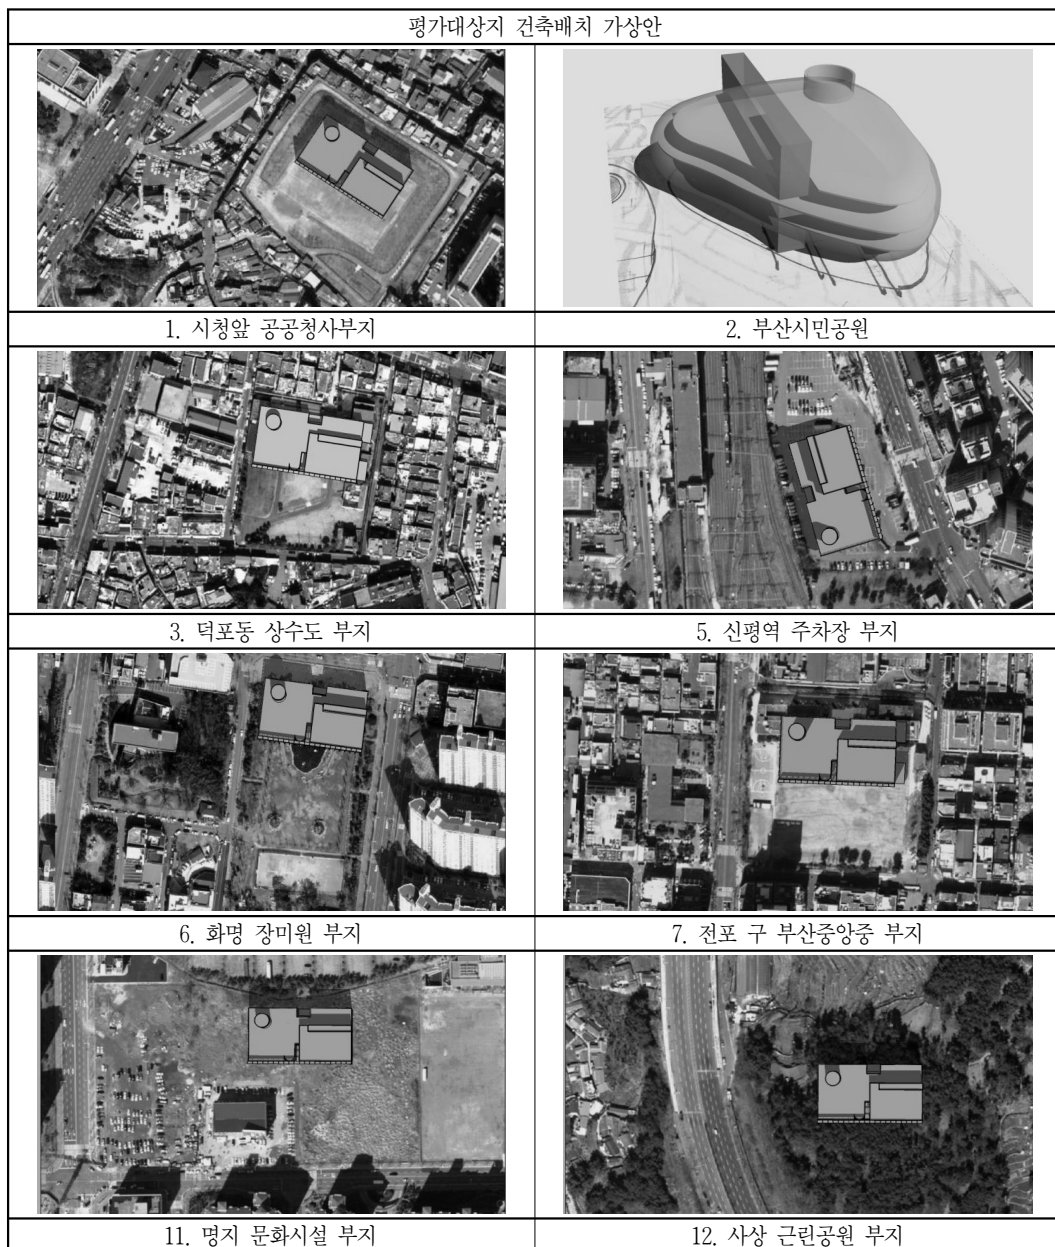 평가대상지 건축배치 가상안
1. 시청앞 공공청사부지
2. 부산시민공원
3. 덕포동 상수도 부지
5. 신평역 주차장 부지
6. 화명 장미원 부지
7. 전포 구 부산중앙중 부지
11. 명지 문화시설 부지
12. 사상 근린공원 부지